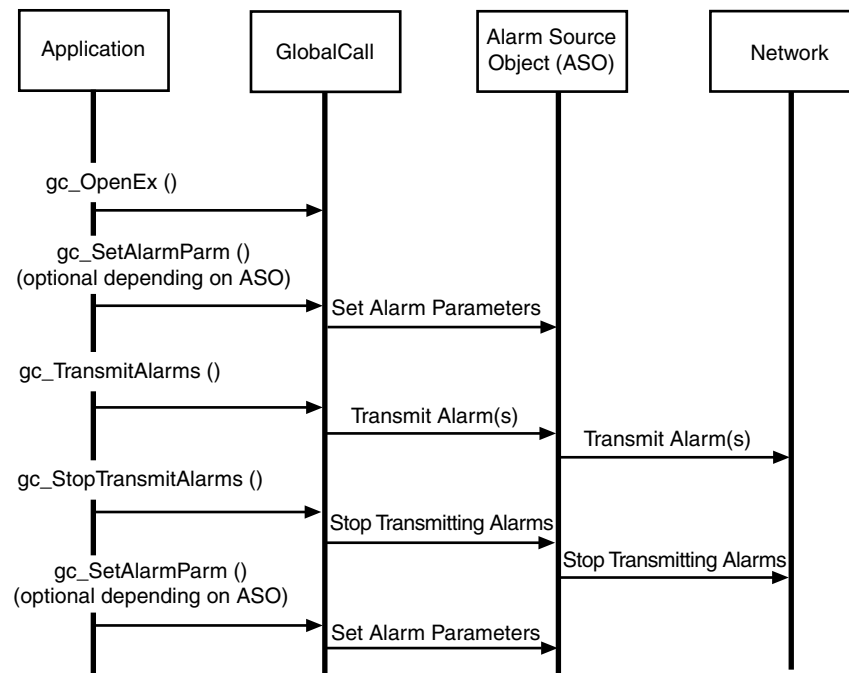 Application
GlobalCall
Alarm Source
Object (ASO)
Network
gc_OpenEx ()
gc_SetAlarmParm ()
(optional depending on ASO)
Set Alarm Parameters
gc_TransmitAlarms ()
Transmit Alarm(s)
Transmit Alarm(s)
gc_StopTransmitAlarms ()
Stop Transmitting Alarms
Stop Transmitting Alarms
gc_SetAlarmParm ()
(optional depending on ASO)
Set Alarm Parameters